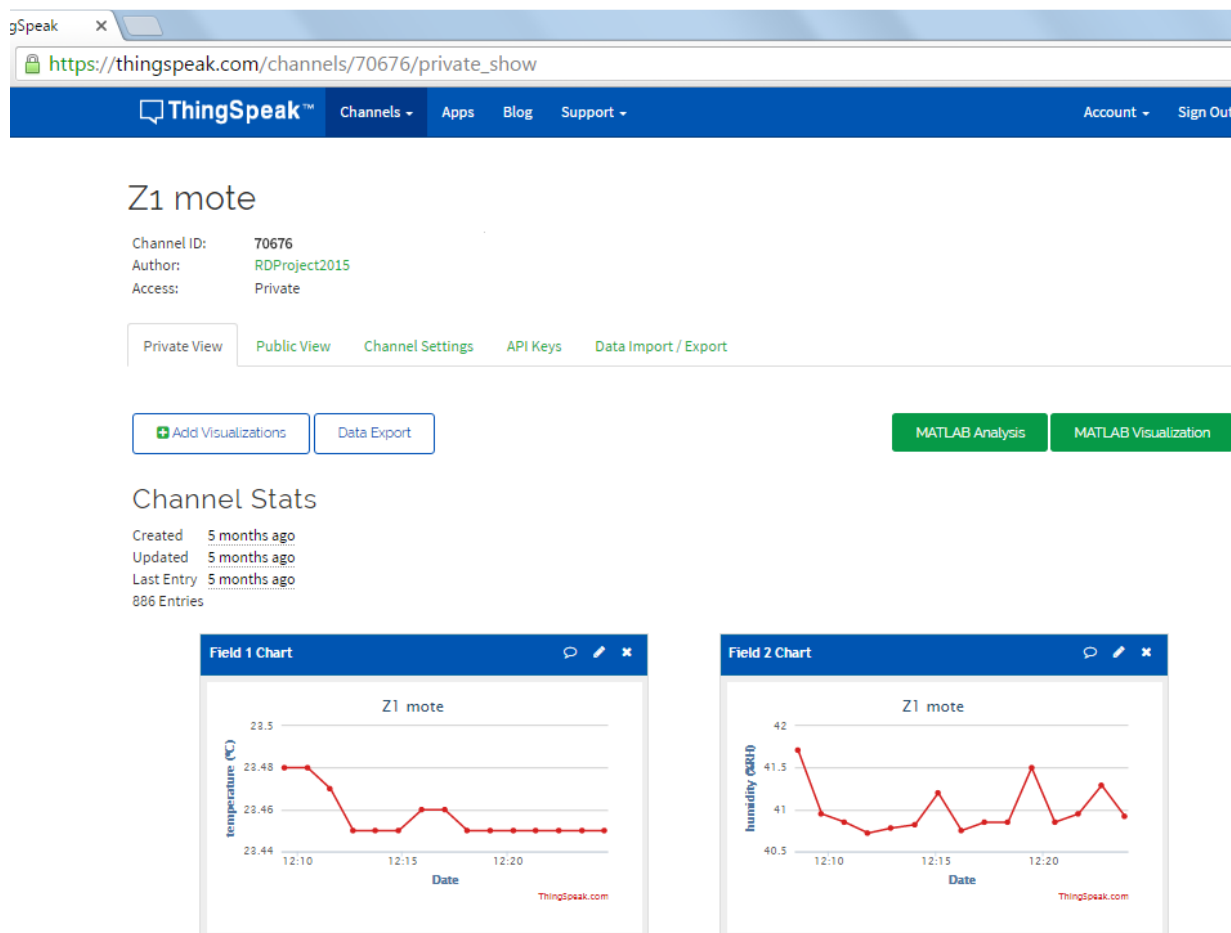 gSpeak
https://thingspeak.com/channels/70676/private_show
ThingSpeak™ Channels Apps Blog Support Account Sign Out
Z1 mote
Channel ID: 70676
Author: RDProject2015
Access: Private
Private View Public View Channel Settings API Keys Data Import / Export
Add Visualizations Data Export MATLAB Analysis MATLAB Visualization
Channel Stats
Created 5 months ago
Updated 5 months ago
Last Entry 5 months ago
886 Entries
Field 1 Chart
Z1 mote
temperature (ºC)
23.5
23.48
23.46
23.44
12:10 12:15 12:20
Date
ThingSpeak.com
Field 2 Chart
Z1 mote
humidity (%RH)
42
41.5
41
40.5
12:10 12:15 12:20
Date
ThingSpeak.com